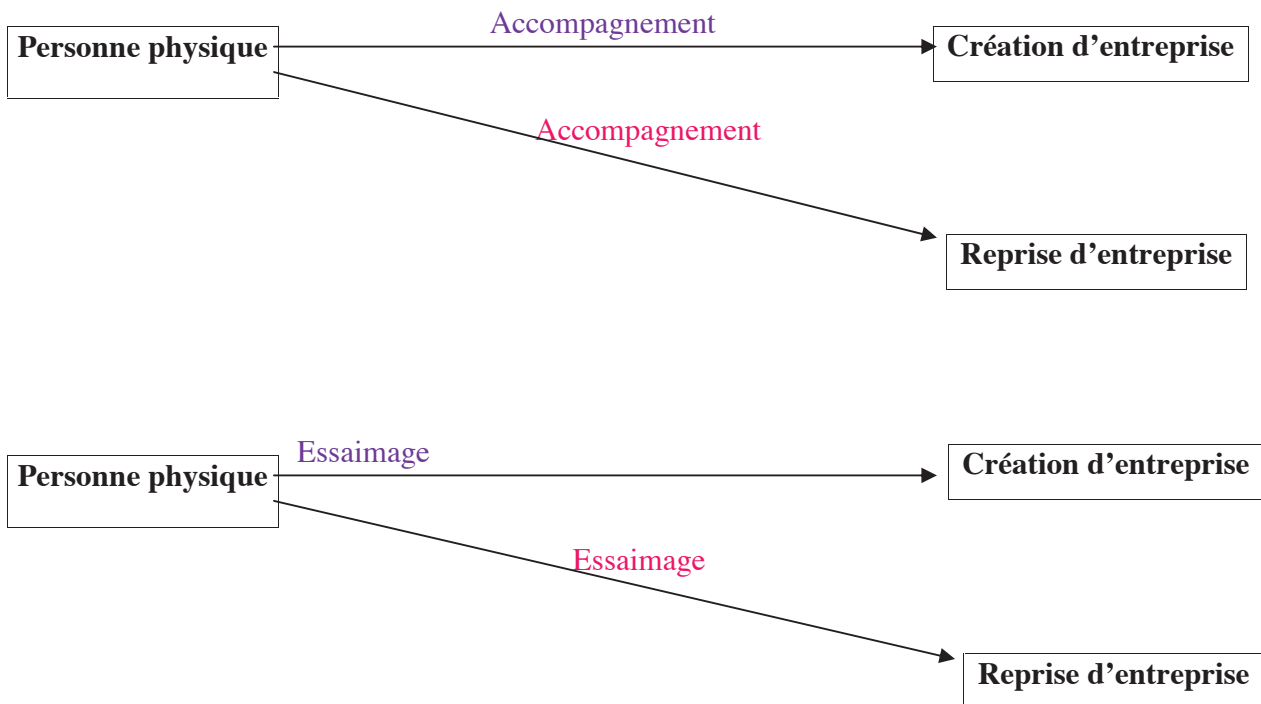 Accompagnement
Personne physique
Création d’entreprise
Accompagnement
Reprise d’entreprise
Essaimage
Personne physique
Création d’entreprise
Essaimage
Reprise d’entreprise